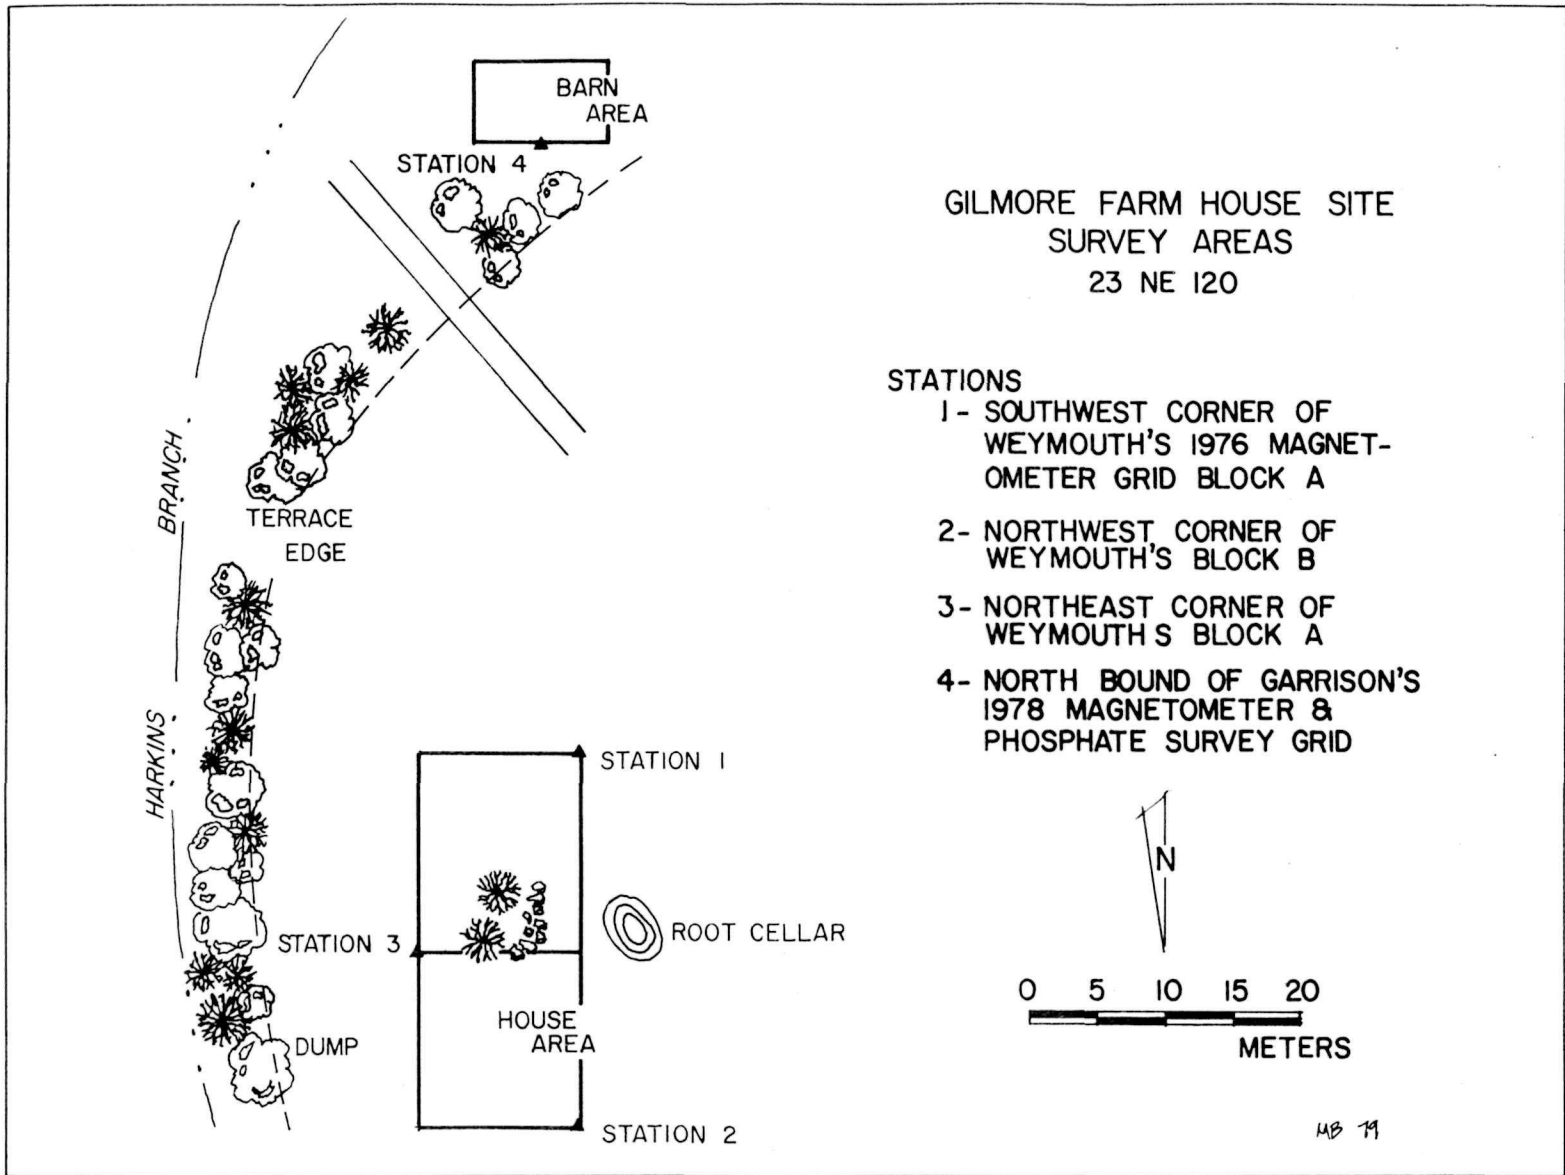 BARN
AREA
STATION 4
GILMORE FARM HOUSE SITE
SURVEY AREAS
23 NE 120
STATIONS
1- SOUTHWEST CORNER OF
WEYMOUTH'S 1976 MAGNET-
OMETER GRID BLOCK A
2- NORTHWEST CORNER OF
WEYMOUTH'S BLOCK B
3- NORTHEAST CORNER OF
WEYMOUTH S BLOCK A
4- NORTH BOUND OF GARRISON'S
1978 MAGNETOMETER &
PHOSPHATE SURVEY GRID
HARKINS BRANCH
TERRACE
EDGE
STATION 1
STATION 3
ROOT CELLAR
HOUSE
AREA
DUMP
STATION 2
N
0 5 10 15 20
METERS
MB 79